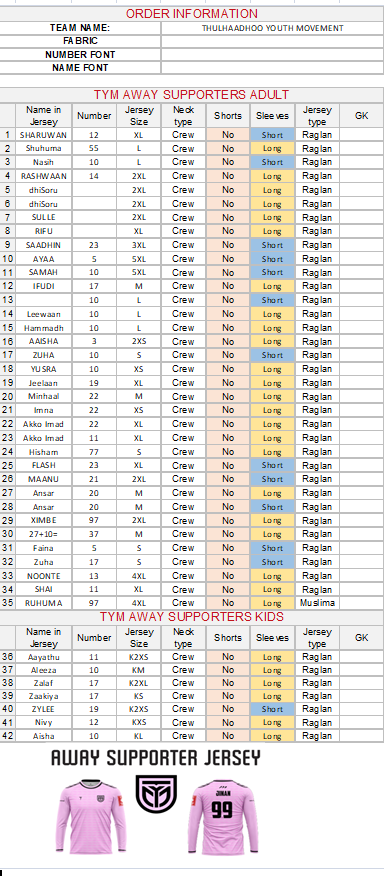 ORDER INFORMATION
TEAM NAME: THULHAADHOO YOUTH MOVEMENT
FABRIC
NUMBER FONT
NAME FONT
TYM AWAY SUPPORTERS ADULT
Name in Jersey Number Jersey Size Neck type Shorts Sleeves Jersey type GK
1 SHARUWAN 12 XL Crew No Short Raglan
2 Shuhuma 55 L Crew No Long Raglan
3 Nasih 10 L Crew No Short Raglan
4 RASHWAAN 14 2XL Crew No Long Raglan
5 dhiSoru 2XL Crew No Long Raglan
6 dhiSoru 2XL Crew No Long Raglan
7 SULLE 2XL Crew No Long Raglan
8 RIFU XL Crew No Long Raglan
9 SAADHIN 23 3XL Crew No Short Raglan
10 AYAA 5 5XL Crew No Short Raglan
11 SAMAH 10 5XL Crew No Short Raglan
12 IFUDI 17 M Crew No Long Raglan
13 10 L Crew No Short Raglan
14 Leewaan 10 L Crew No Long Raglan
15 Hammadh 10 L Crew No Long Raglan
16 AAISHA 3 2XS Crew No Long Raglan
17 ZUHA 10 S Crew No Short Raglan
18 YUSRA 10 XS Crew No Long Raglan
19 Jeelaan 19 XL Crew No Long Raglan
20 Minhaal 22 M Crew No Long Raglan
21 Imna 22 XS Crew No Long Raglan
22 Akko Imad 22 XL Crew No Long Raglan
23 Akko Imad 11 XL Crew No Long Raglan
24 Hisham 77 S Crew No Long Raglan
25 FLASH 23 XL Crew No Short Raglan
26 MAANU 21 2XL Crew No Short Raglan
27 Ansar 20 M Crew No Long Raglan
28 Ansar 20 M Crew No Short Raglan
29 XIMBE 97 2XL Crew No Long Raglan
30 27+10= 37 M Crew No Long Raglan
31 Faina 5 S Crew No Short Raglan
32 Zuha 17 S Crew No Short Raglan
33 NOONTE 13 4XL Crew No Long Raglan
34 SHAI 11 XL Crew No Long Raglan
35 RUHUMA 97 4XL Crew No Long Muslima
TYM AWAY SUPPORTERS KIDS
Name in Jersey Number Jersey Size Neck type Shorts Sleeves Jersey type GK
36 Aayathu 11 K2XS Crew No Long Raglan
37 Aleeza 10 KM Crew No Long Raglan
38 Zalaf 17 K2XL Crew No Long Raglan
39 Zaakiya 17 KS Crew No Long Raglan
40 ZYLEE 19 K2XS Crew No Short Raglan
41 Nivy 12 KXS Crew No Long Raglan
42 Aisha 10 KL Crew No Long Raglan
AWAY SUPPORTER JERSEY
JINAN
99